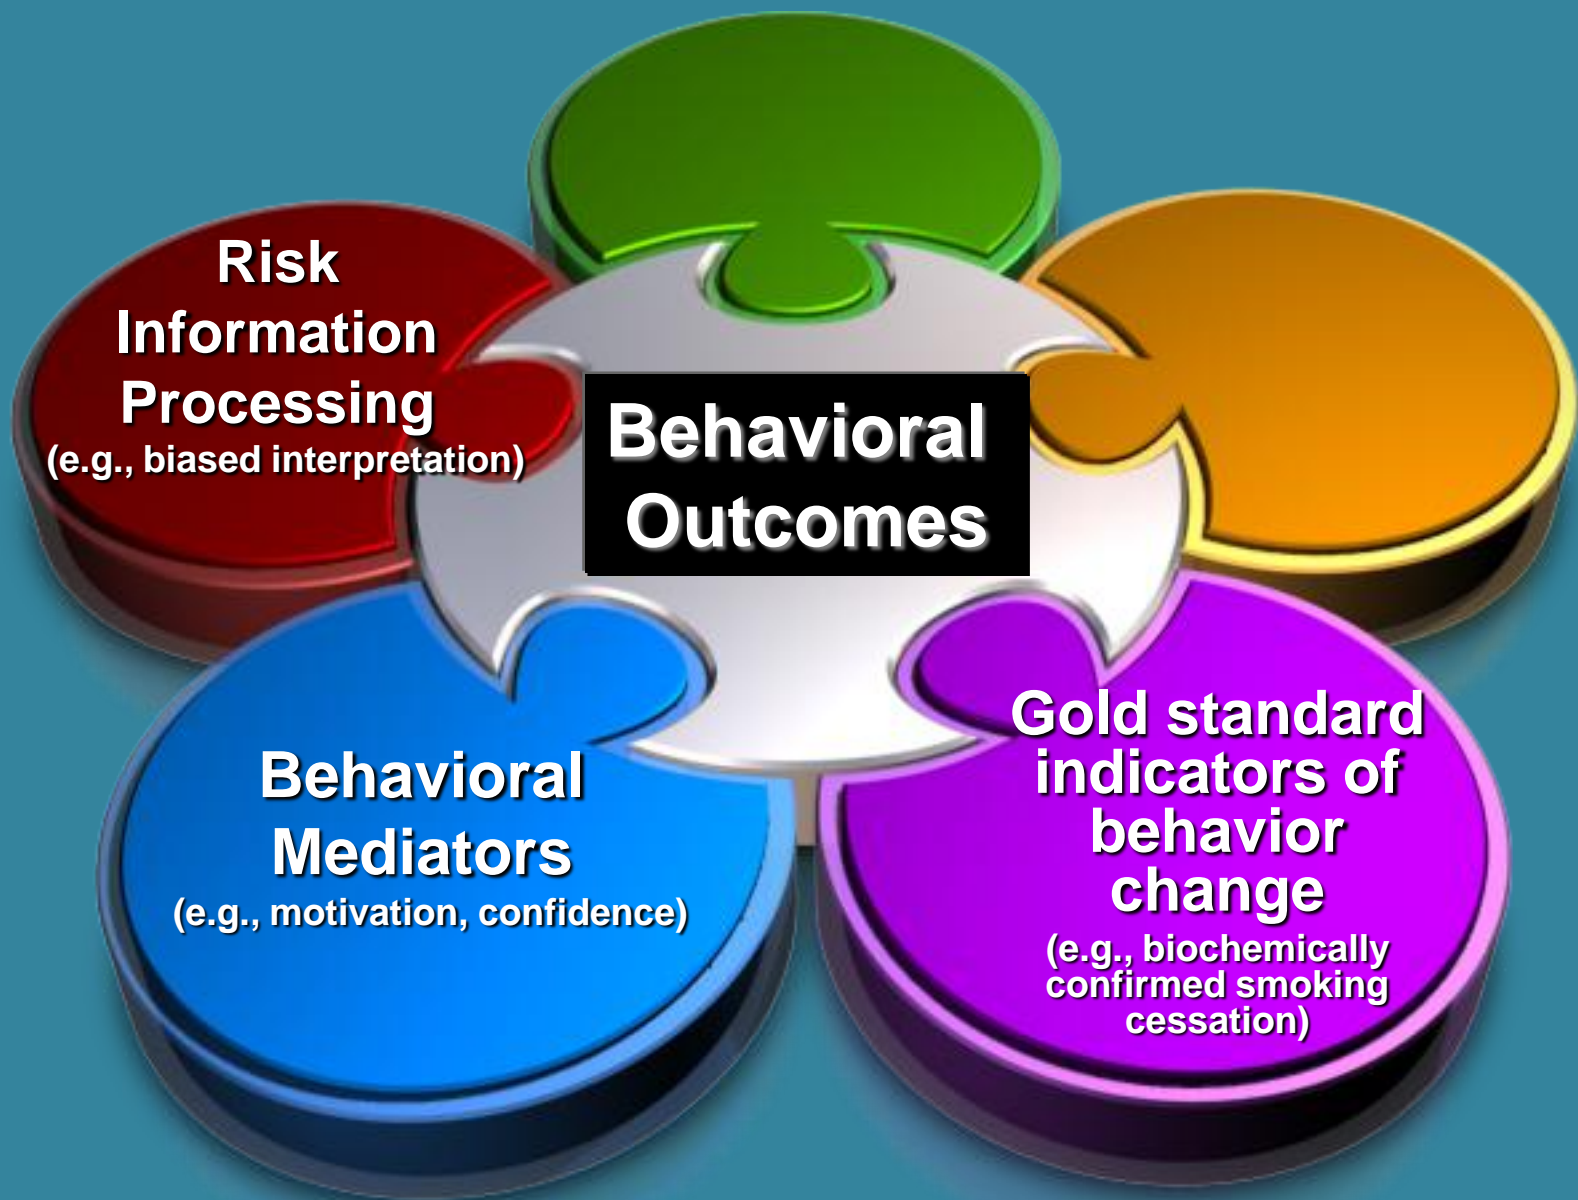 Risk
Information
Processing
(e.g., biased interpretation)
Behavioral
Outcomes
Behavioral
Mediators
(e.g., motivation, confidence)
Gold standard
indicators of
behavior
change
(e.g., biochemically
confirmed smoking
cessation)